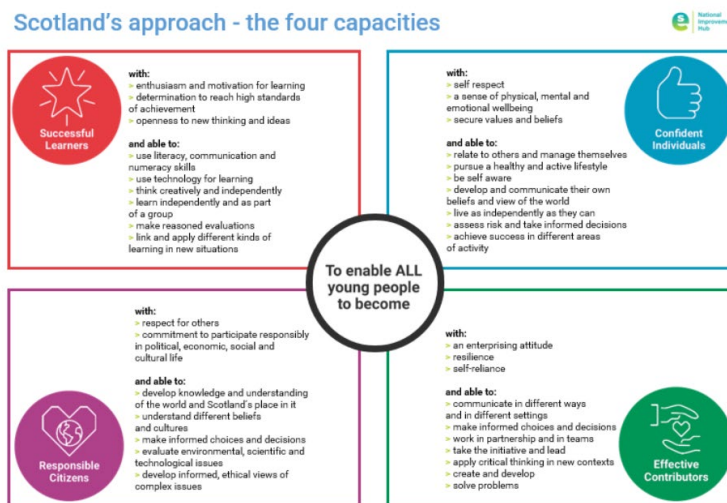 Scotland's approach - the four capacities
National
Hub
Successful
Learners
with:
> enthusiasm and motivation for learning
> determination to reach high standards
of achievement
> openness to new thinking and ideas
and able to:
> use literacy, communication and
numeracy skills
> use technology for learning
> think creatively and independently
> learn independently and as part
of a group
> make reasoned evaluations
> link and apply different kinds of
learning in new situations
with:
> self respect
> a sense of physical, mental and
emotional wellbeing
> secure values and beliefs
and able to:
> relate to others and manage themselves
> pursue a healthy and active lifestyle
> be self aware
> develop and communicate their own
beliefs and view of the world
> live as independently as they can
> assess risk and take informed decisions
> achieve success in different areas
of activity
Confident
Individuals
To enable ALL
young people
to become
Responsible
Citizens
with:
> respect for others
> commitment to participate responsibly
in political, economic, social and
cultural life
and able to:
> develop knowledge and understanding
of the world and Scotland's place in it
> understand different beliefs
and cultures
> make informed choices and decisions
> evaluate environmental, scientific and
technological issues
> develop informed, ethical views of
complex issues
with:
> an enterprising attitude
> resilience
> self-reliance
and able to:
> communicate in different ways
and in different settings
> make informed choices and decisions
> work in partnership and in teams
> take the initiative and lead
> apply critical thinking in new contexts
> create and develop
> solve problems
Effective
Contributors